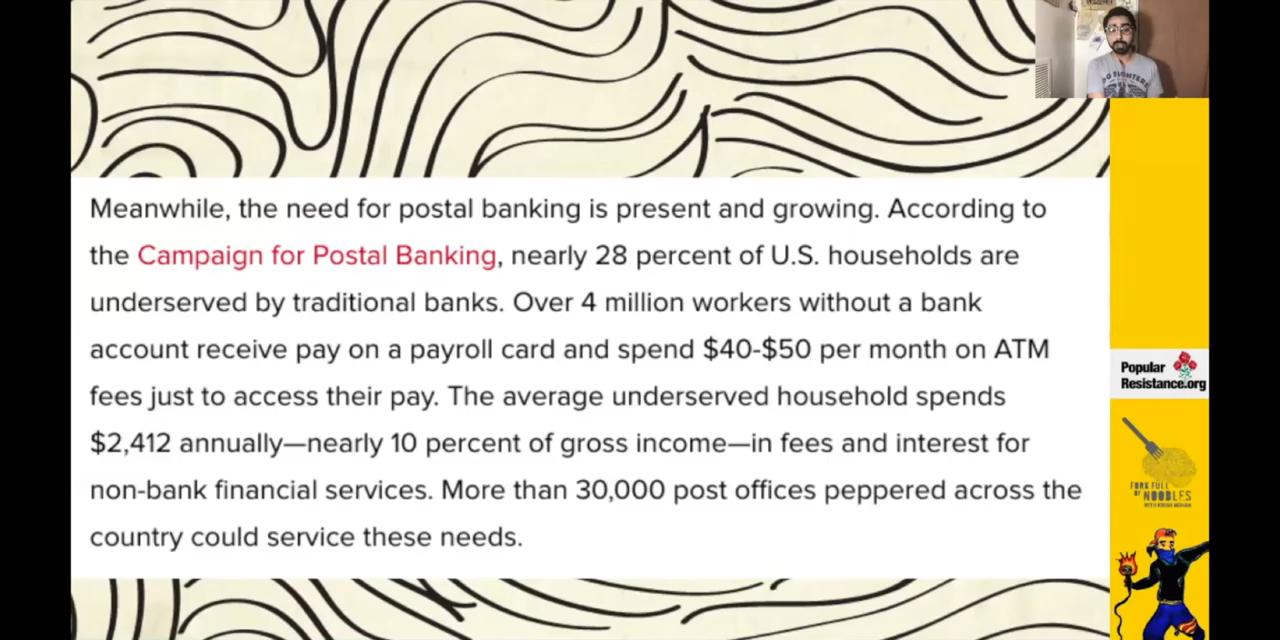 OO FIGHTERS
Meanwhile, the need for postal banking is present and growing. According to
the Campaign for Postal Banking, nearly 28 percent of U.S. households are
underserved by traditional banks. Over 4 million workers without a bank
account receive pay on a payroll card and spend $40-$50 per month on ATM
fees just to access their pay. The average underserved household spends
$2,412 annually—nearly 10 percent of gross income—in fees and interest for
non-bank financial services. More than 30,000 post offices peppered across the
country could service these needs.
Popular
Resistance.org
FORK FULL
OF NOODLES